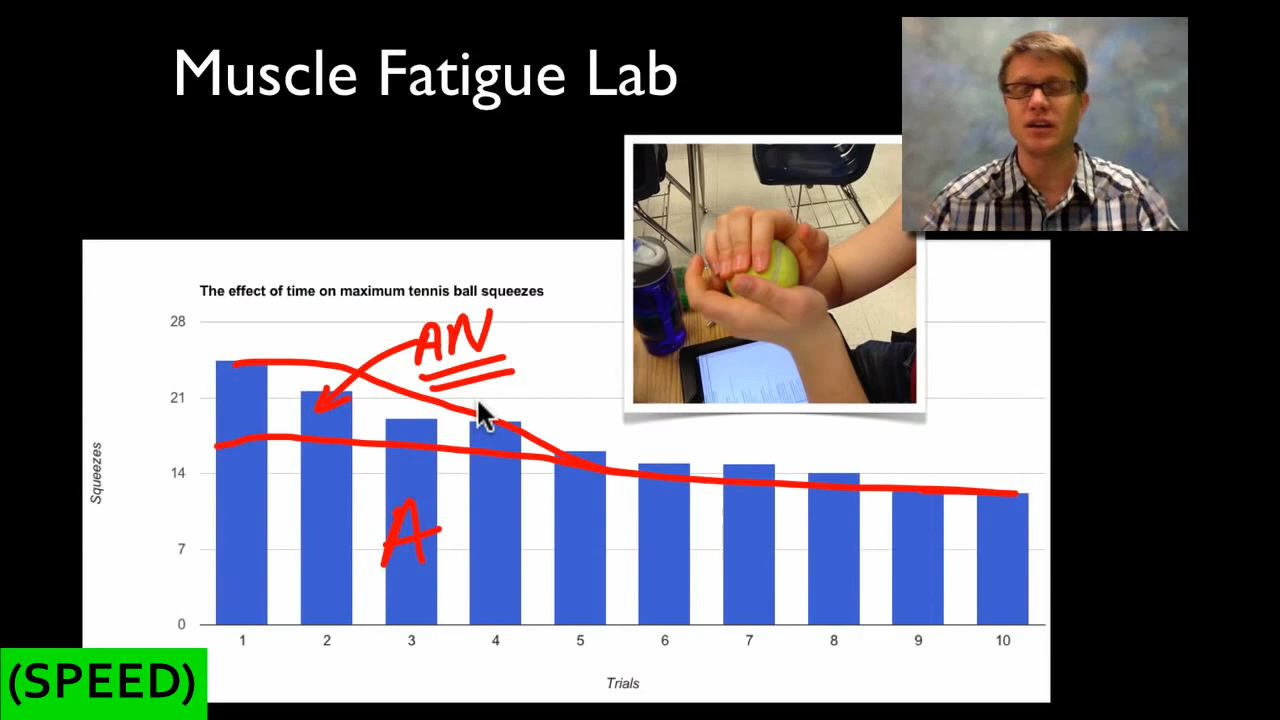 Muscle Fatigue Lab
The effect of time on maximum tennis ball squeezes
AN
28
21
14
7
0
Squeezes
A
1 2 3 4 5 6 7 8 9 10
Trials
(SPEED)